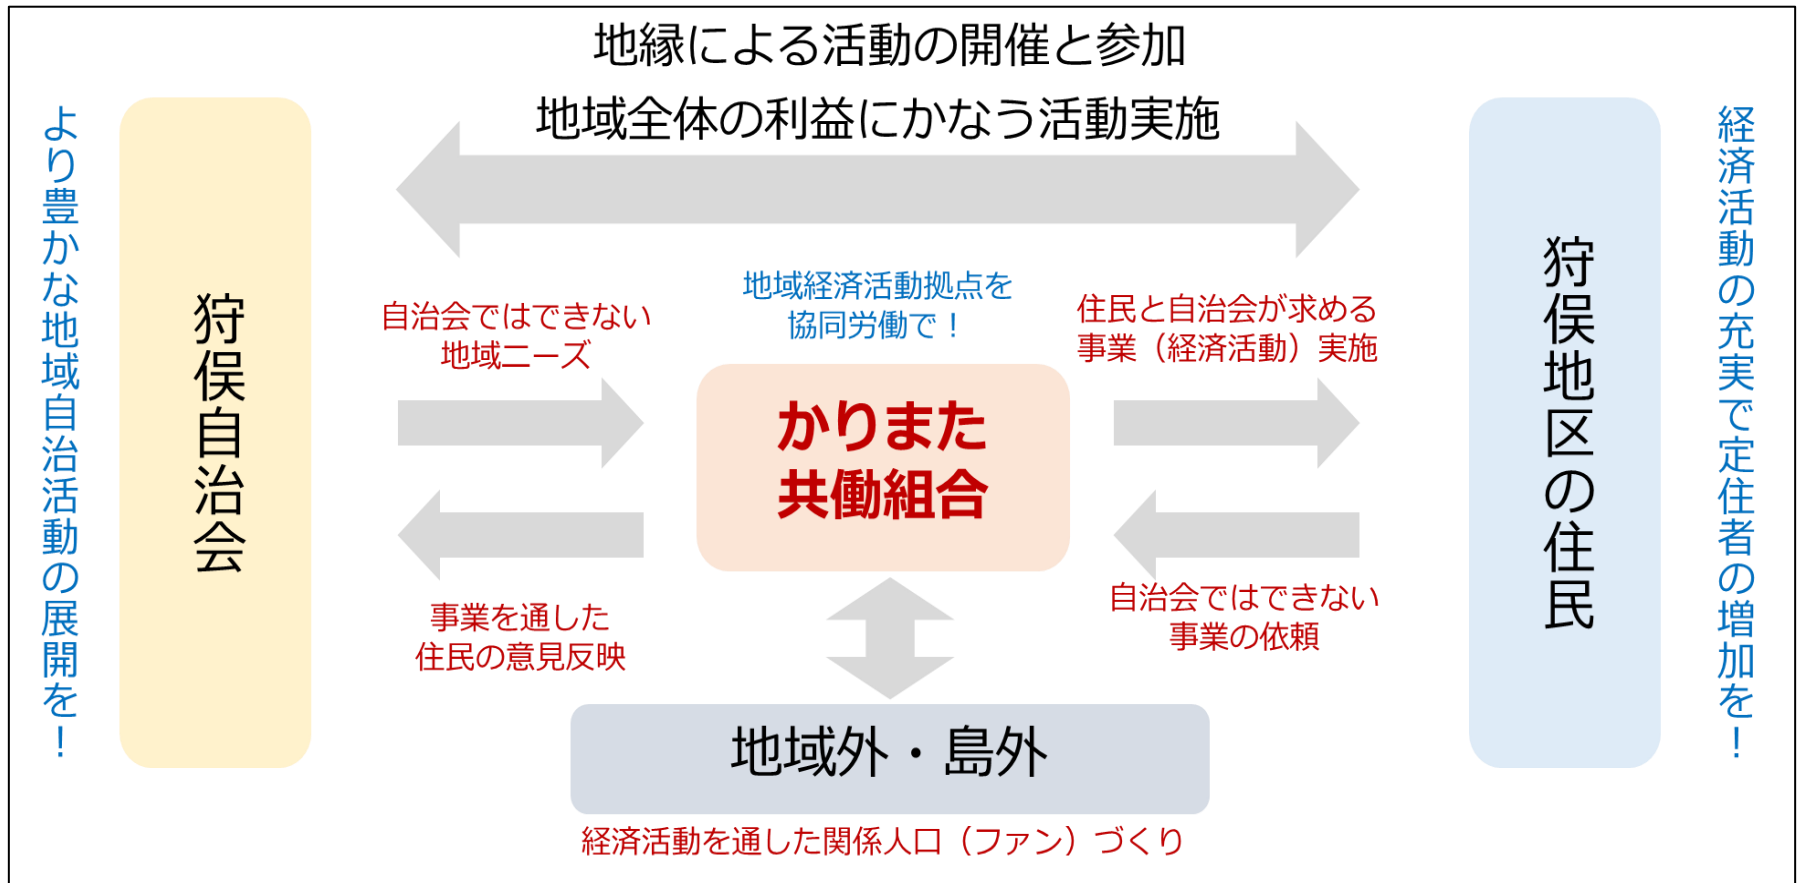 地縁による活動の開催と参加
地域全体の利益にかなう活動実施
より豊かな地域自治活動の展開を！
狩俣自治会
自治会ではできない
地域ニーズ
事業を通した
住民の意見反映
地域経済活動拠点を
協同労働で！
かりまた
共働組合
住民と自治会が求める
事業（経済活動）実施
自治会ではできない
事業の依頼
狩俣地区の住民
経済活動の充実で定住者の増加を！
地域外・島外
経済活動を通した関係人口（ファン）づくり